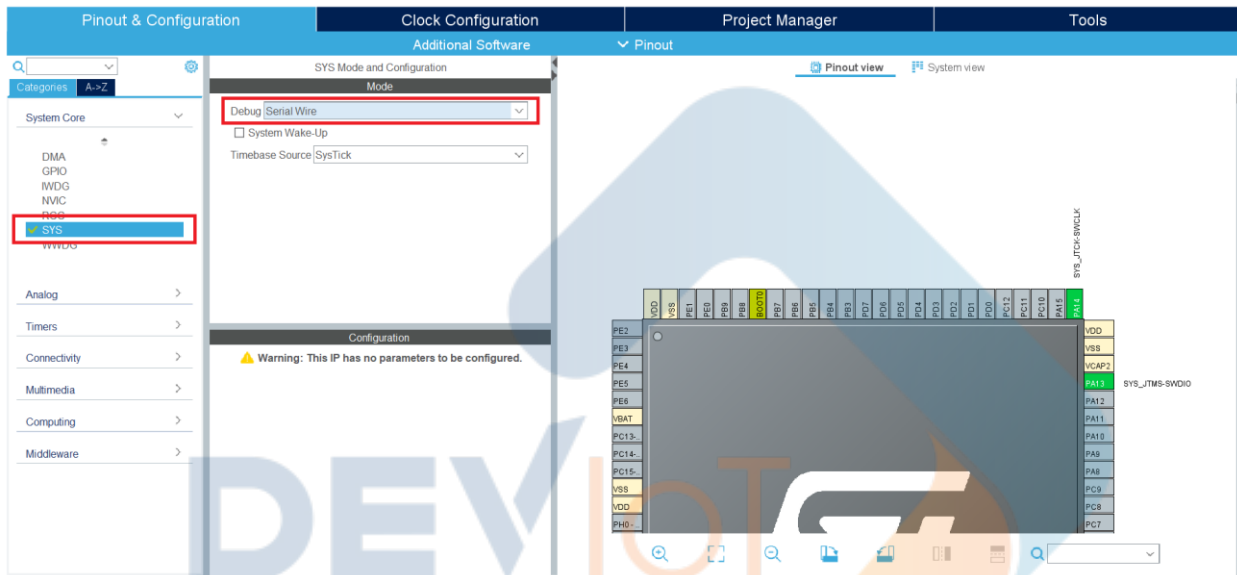 Pinout & Configuration
Clock Configuration
Project Manager
Tools
Additional Software
Pinout
Categories
A->Z
System Core
DMA
GPIO
IWDG
NVIC
RCC
SYS
WWDG
Analog
Timers
Connectivity
Multimedia
Computing
Middleware
SYS Mode and Configuration
Mode
Debug Serial Wire
System Wake-Up
Timebase Source SysTick
Configuration
Warning: This IP has no parameters to be configured.
Pinout view
System view
SYS_JTCK-SWCLK
VDD
VSS
PE1
PE0
PB9
PB8
BOOT0
PB7
PB6
PB5
PB4
PB3
PD7
PD6
PD5
PD4
PD3
PD2
PD1
PD0
PC12
PC11
PC10
PA15
PA14
PE2
PE3
PE4
PE5
PE6
VBAT
PC13-..
PC14-..
PC15-..
VSS
VDD
PH0-..
VDD
VSS
VCAP2
PA13 SYS_JTMS-SWDIO
PA12
PA11
PA10
PA9
PA8
PC9
PC8
PC7
DEVIoT